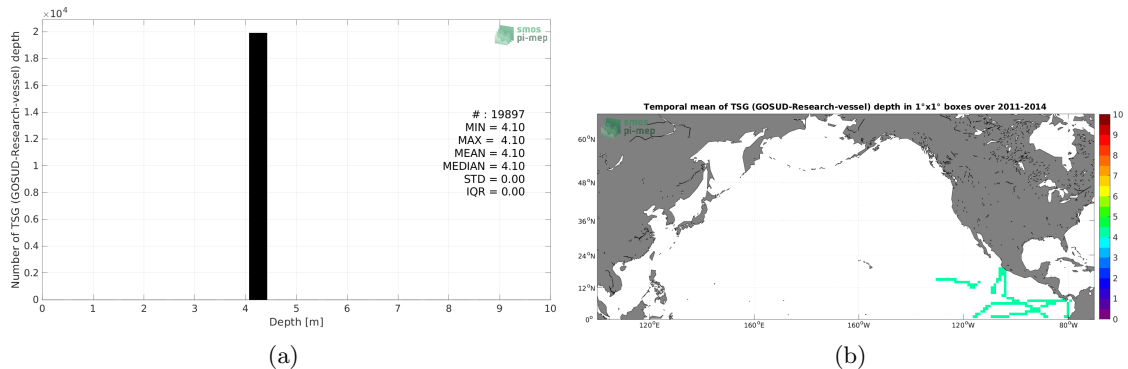 ×10⁴
2
1.8
1.6
1.4
1.2
1
0.8
0.6
0.4
0.2
0
Number of TSG (GOSUD-Research-vessel) depth
smos
pi-mep
# : 19897
MIN = 4.10
MAX = 4.10
MEAN = 4.10
MEDIAN = 4.10
STD = 0.00
IQR = 0.00
0 1 2 3 4 5 6 7 8 9 10
Depth [m]
(a)
Temporal mean of TSG (GOSUD-Research-vessel) depth in 1°x1° boxes over 2011-2014
smos
pi-mep
60°N
48°N
36°N
24°N
12°N
0°
120°E 160°E 160°W 120°W 80°W
10
9
8
7
6
5
4
3
2
1
0
(b)